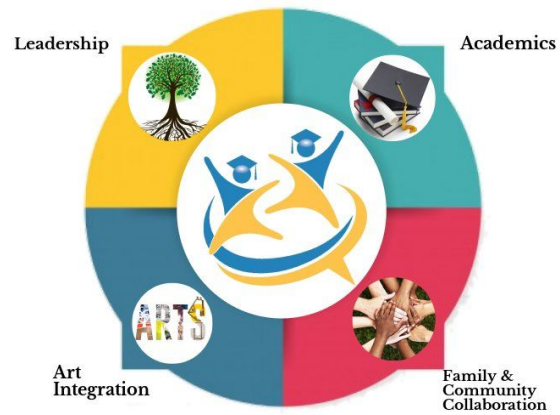 Leadership
Academics
ARTS
Art
Integration
Family &
Community
Collaboration